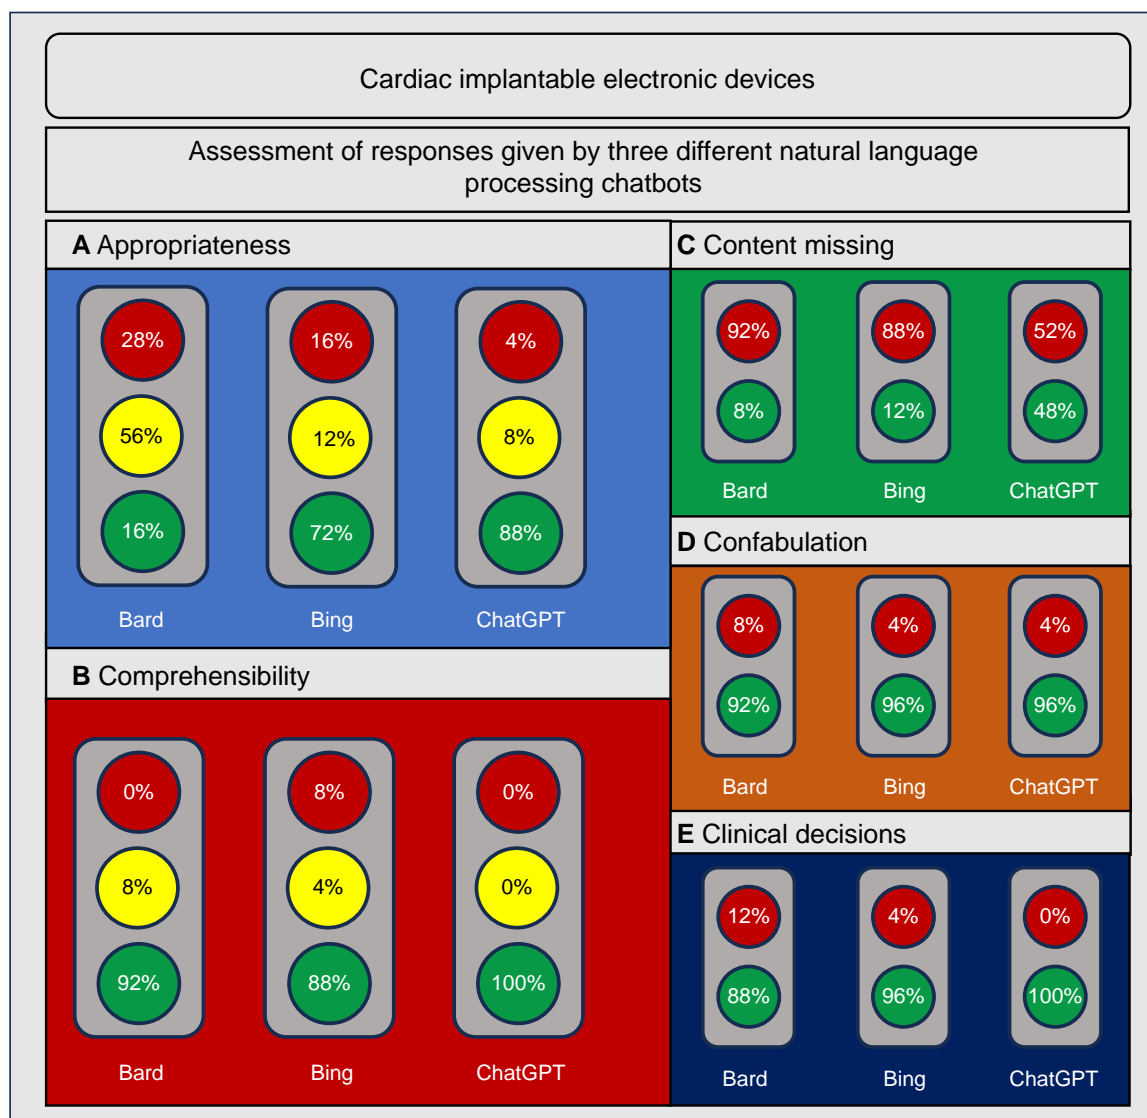 Cardiac implantable electronic devices
Assessment of responses given by three different natural language
processing chatbots
A Appropriateness
28% 16% 4%
56% 12% 8%
16% 72% 88%
Bard Bing ChatGPT
B Comprehensibility
0% 8% 0%
8% 4% 0%
92% 88% 100%
Bard Bing ChatGPT
C Content missing
92% 88% 52%
8% 12% 48%
Bard Bing ChatGPT
D Confabulation
8% 4% 4%
92% 96% 96%
Bard Bing ChatGPT
E Clinical decisions
12% 4% 0%
88% 96% 100%
Bard Bing ChatGPT